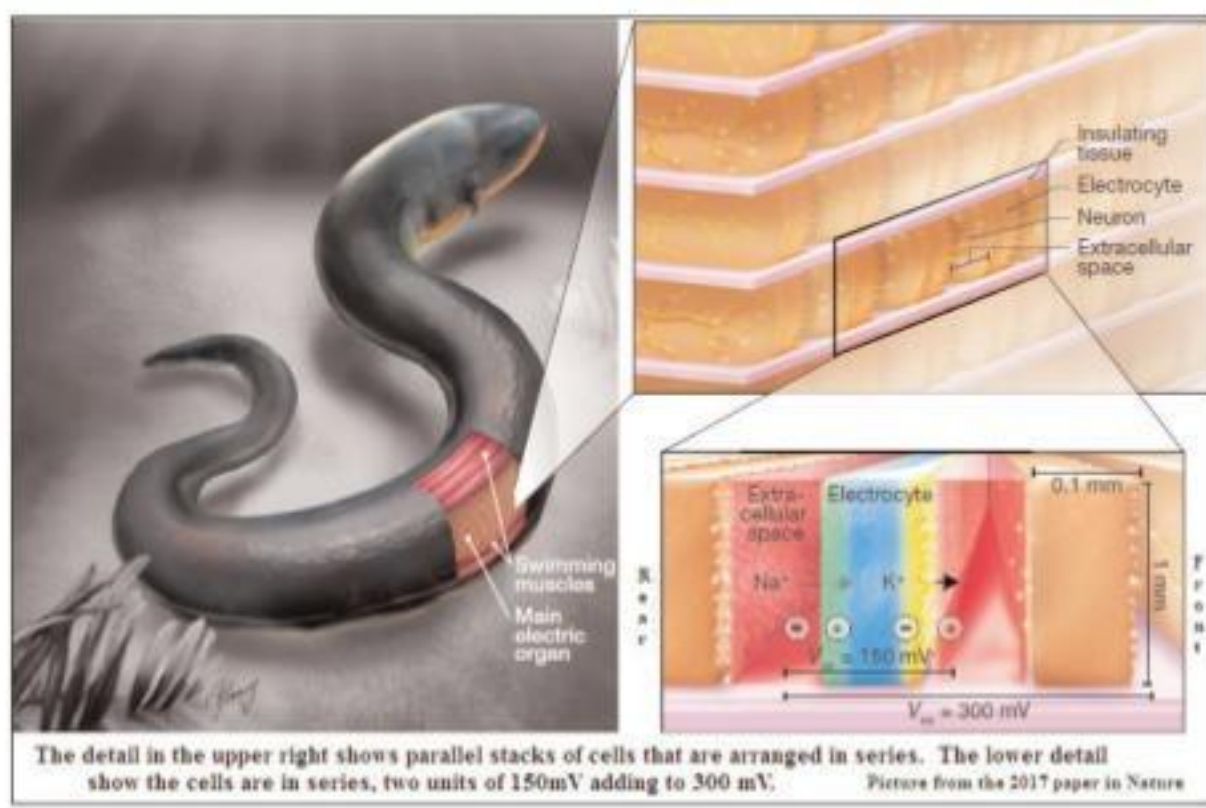 Insulating
tissue
Electrocyte
Neuron
Extracellular
space
Swimming
muscles
Main
electric
organ
Extra-
cellular
space
Electrocyte
0.1 mm
Na⁺
K⁺
1 mm
Rear
Front
= 150 mV
= 300 mV
The detail in the upper right shows parallel stacks of cells that are arranged in series. The lower detail
show the cells are in series, two units of 150mV adding to 300 mV.
Picture from the 2017 paper in Nature